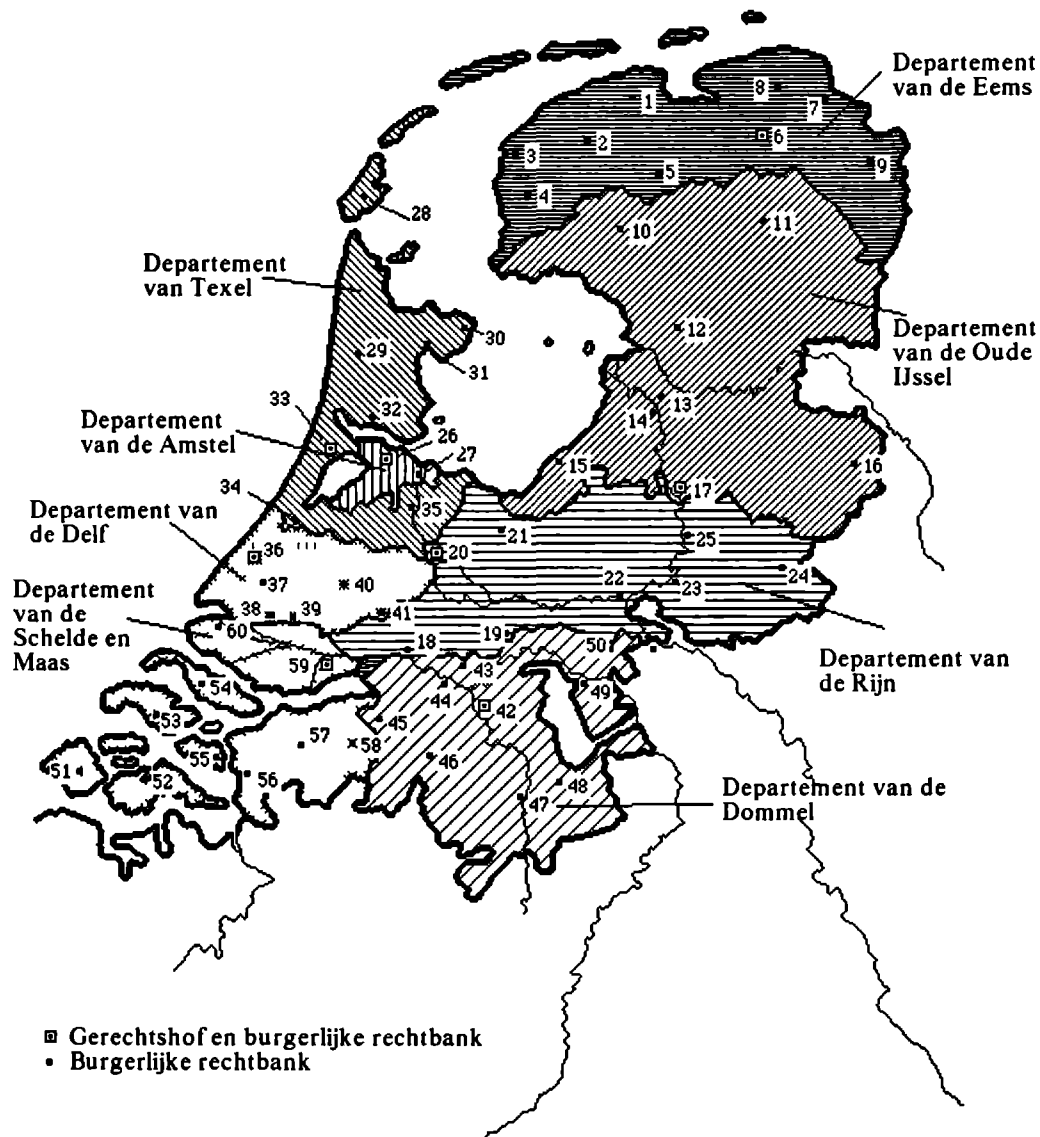 Departement
van de Eems
8
1
7
6
2
3
9
5
4
28
11
10
Departement
van Texel
30
12
Departement
van de Oude
IJssel
29
31
33
13
32
14
Departement
van de Amstel
26
27
15
16
17
34
35
Departement van
de Delf
21
25
36
20
24
37
40
22
23
Departement
van de
Schelde en
Maas
38
39
41
60
18
19
50
59
43
Departement van
de Rijn
54
44
49
42
53
45
57
58
55
46
51
52
56
48
47
Departement van de
Dommel
Gerechtshof en burgerlijke rechtbank
Burgerlijke rechtbank